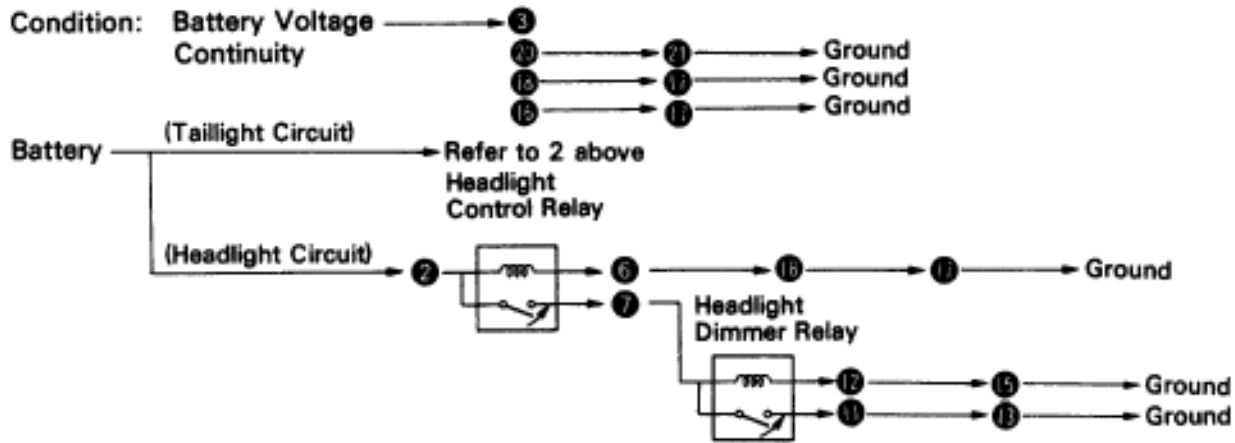 Condition: Battery Voltage 3
Continuity 20 21 Ground
18 Ground
16 17 Ground
Battery (Taillight Circuit) Refer to 2 above
Headlight
Control Relay
(Headlight Circuit) 2 6 17 Ground
7 Headlight
Dimmer Relay
12 15 Ground
11 13 Ground